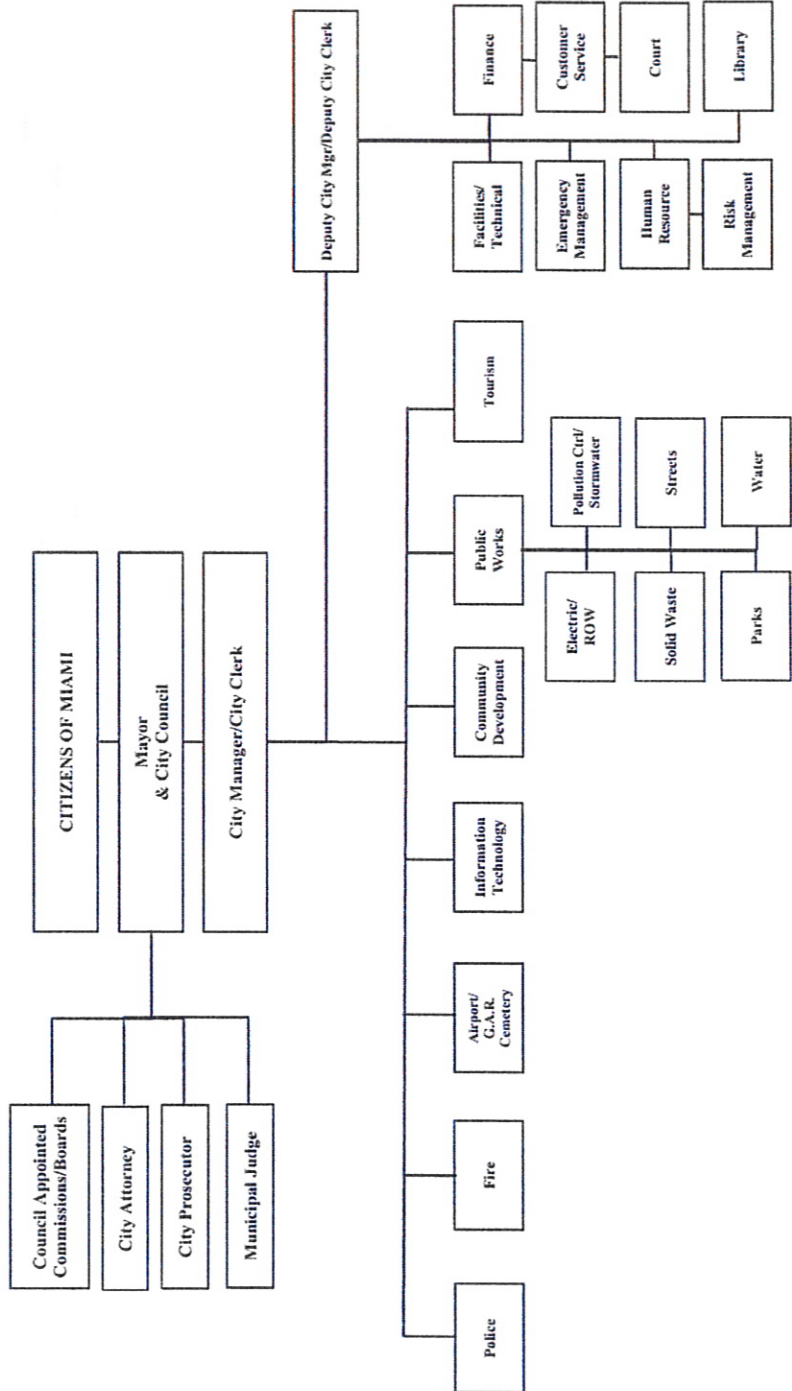 CITIZENS OF MIAMI
Mayor
& City Council
City Manager/City Clerk
Council Appointed
Commissions/Boards
City Attorney
City Prosecutor
Municipal Judge
Deputy City Mgr/Deputy City Clerk
Police
Fire
Airport/
G.A.R.
Cemetery
Information
Technology
Community
Development
Public
Works
Tourism
Electric/
ROW
Pollution Ctrl/
Stormwater
Solid Waste
Streets
Parks
Water
Facilities/
Technical
Finance
Emergency
Management
Customer
Service
Human
Resource
Court
Risk
Management
Library